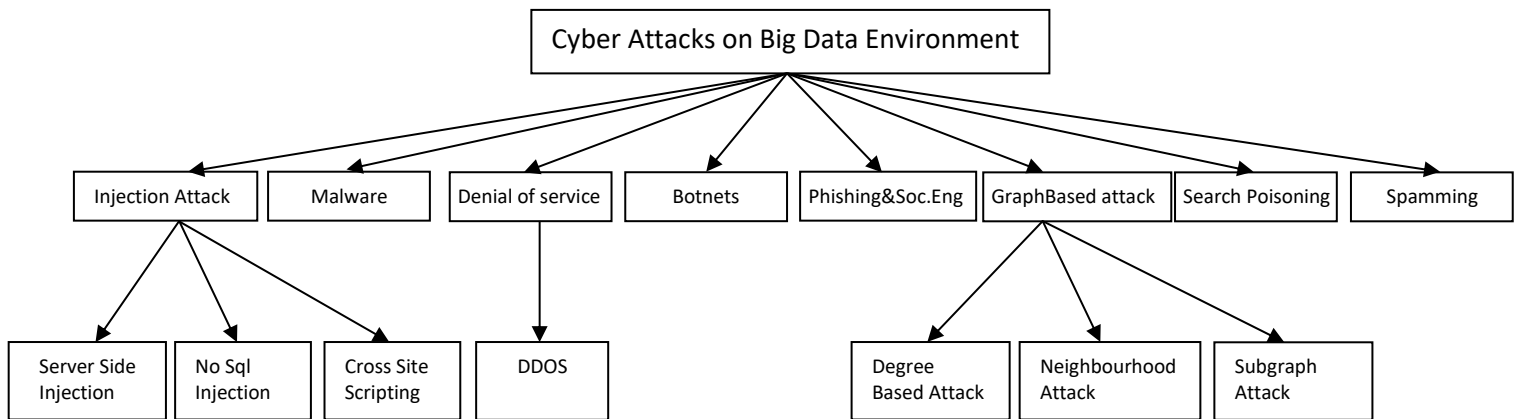 Cyber Attacks on Big Data Environment
Injection Attack
Malware
Denial of service
Botnets
Phishing&Soc.Eng
GraphBased attack
Search Poisoning
Spamming
Server Side
Injection
No Sql
Injection
Cross Site
Scripting
DDOS
Degree
Based Attack
Neighbourhood
Attack
Subgraph
Attack